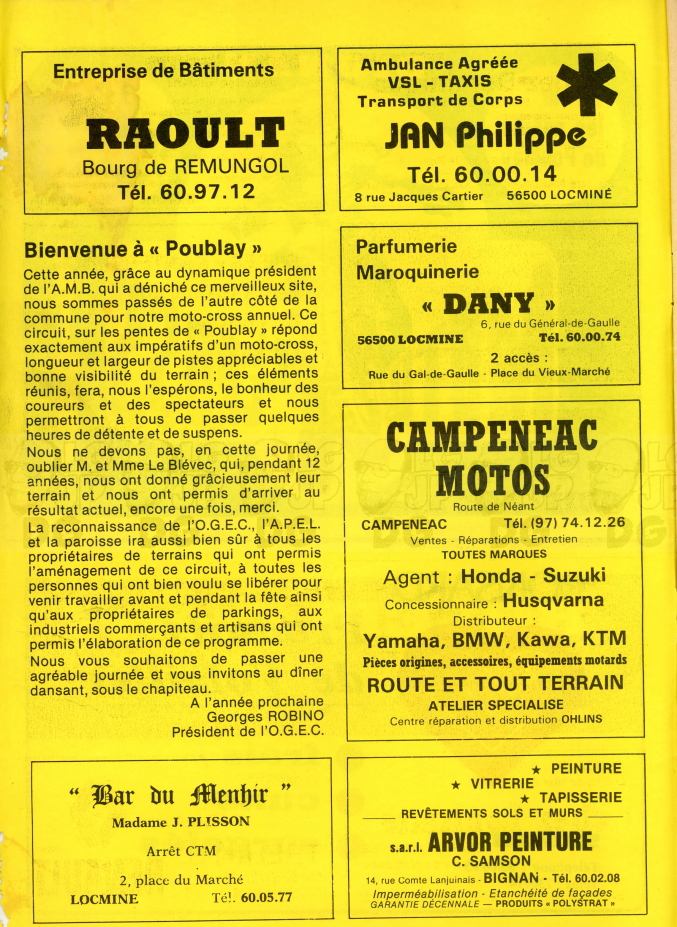 Entreprise de Bâtiments
RAOULT
Bourg de REMUNGOL
Tél. 60.97.12
Ambulance Agréée
VSL - TAXIS
Transport de Corps
JAN Philippe
Tél. 60.00.14
8 rue Jacques Cartier 56500 LOCMINÉ
Bienvenue à « Poublay »
Cette année, grâce au dynamique président
de l'A.M.B. qui a déniché ce merveilleux site,
nous sommes passés de l'autre côté de la
commune pour notre moto-cross annuel. Ce
circuit, sur les pentes de « Poublay » répond
exactement aux impératifs d'un moto-cross,
longueur et largeur de pistes appréciables et
bonne visibilité du terrain ; ces éléments
réunis, fera, nous l'espérons, le bonheur des
coureurs et des spectateurs et nous
permettront à tous de passer quelques
heures de détente et de suspens.
Nous ne devons pas, en cette journée,
oublier M. et Mme Le Blévec, qui, pendant 12
années, nous ont donné grâcieusement leur
terrain et nous ont permis d'arriver au
résultat actuel, encore une fois, merci.
La reconnaissance de l'O.G.E.C., l'A.P.E.L.
et la paroisse ira aussi bien sûr à tous les
propriétaires de terrains qui ont permis
l'aménagement de ce circuit, à toutes les
personnes qui ont bien voulu se libérer pour
venir travailler avant et pendant la fête ainsi
qu'aux propriétaires de parkings, aux
industriels commerçants et artisans qui ont
permis l'élaboration de ce programme.
Nous vous souhaitons de passer une
agréable journée et vous invitons au dîner
dansant, sous le chapiteau.
A l'année prochaine
Georges ROBINO
Président de l'O.G.E.C.
Parfumerie
Maroquinerie
« DANY »
6, rue du Général-de-Gaulle
56500 LOCMINE Tél. 60.00.74
2 accès :
Rue du Gal-de-Gaulle - Place du Vieux-Marché
CAMPENEAC
MOTOS
Route de Néant
CAMPENEAC Tél. (97) 74.12.26
Ventes - Réparations - Entretien
TOUTES MARQUES
Agent : Honda - Suzuki
Concessionnaire : Husqvarna
Distributeur :
Yamaha, BMW, Kawa, KTM
Pièces origines, accessoires, équipements motards
ROUTE ET TOUT TERRAIN
ATELIER SPECIALISE
Centre réparation et distribution OHLINS
" Bar du Menhir "
Madame J. PLISSON
Arrêt CTM
2, place du Marché
LOCMINE Tél. 60.05.77
★ PEINTURE
★ VITRERIE
★ TAPISSERIE
REVÊTEMENTS SOLS ET MURS
s.a.r.l. ARVOR PEINTURE
C. SAMSON
14, rue Comte Lanjuinais - BIGNAN - Tél. 60.02.08
Imperméabilisation - Etanchéité de façades
GARANTIE DÉCENNALE — PRODUITS « POLYSTRAT »